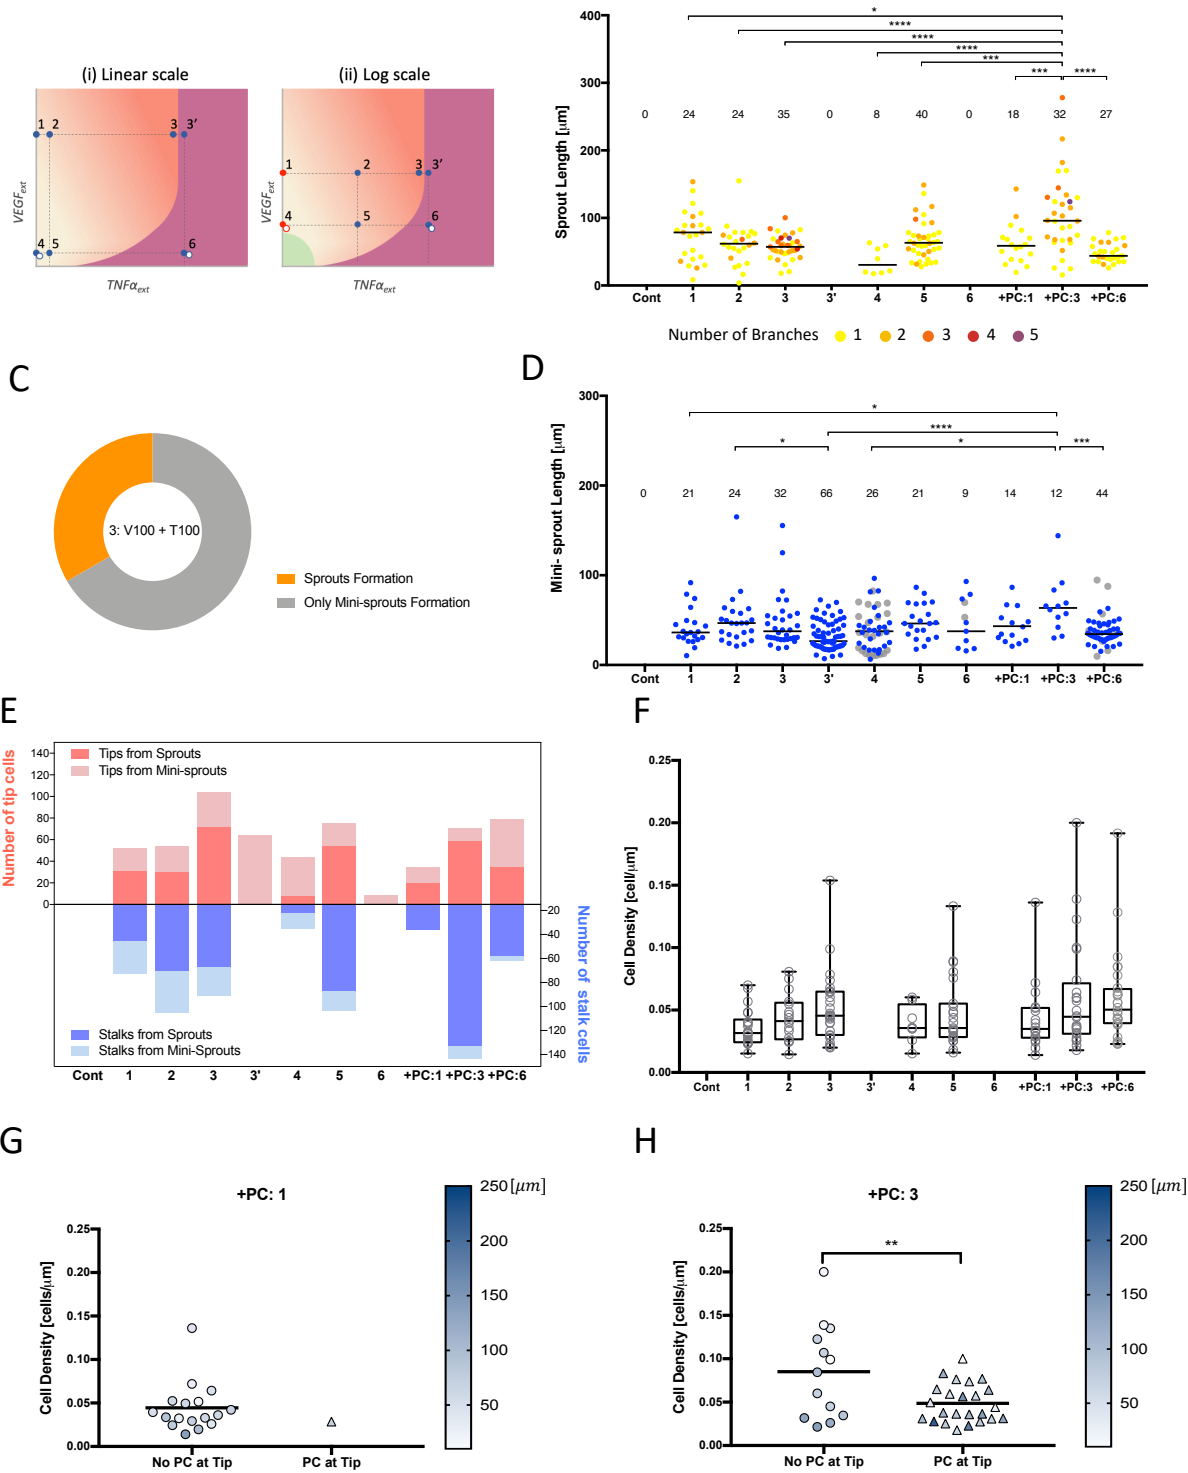 (i) Linear scale
1 2 3 3′
4 5 6
VEGFext
TNFαext
(ii) Log scale
1 2 3 3′
4 5 6
VEGFext
TNFαext
Sprout Length [µm]
400
300
200
100
0
*
****
****
****
***
*** ****
0 24 24 35 0 8 40 0 18 32 27
Cont 1 2 3 3' 4 5 6 +PC:1 +PC:3 +PC:6
Number of Branches 1 2 3 4 5
C
3: V100 + T100
Sprouts Formation
Only Mini-sprouts Formation
D
Mini- sprout Length [µm]
300
200
100
0
*
****
* * ***
0 21 24 32 66 26 21 9 14 12 44
Cont 1 2 3 3' 4 5 6 +PC:1 +PC:3 +PC:6
E
Number of tip cells
140
120
100
80
60
40
20
0
Tips from Sprouts
Tips from Mini-sprouts
Number of stalk cells
20
40
60
80
100
120
140
Stalks from Sprouts
Stalks from Mini-Sprouts
Cont 1 2 3 3' 4 5 6 +PC:1 +PC:3 +PC:6
F
Cell Density [cell/µm]
0.25
0.20
0.15
0.10
0.05
0.00
Cont 1 2 3 3' 4 5 6 +PC:1 +PC:3 +PC:6
G
+PC: 1
Cell Density [cells/µm]
0.25
0.20
0.15
0.10
0.05
0.00
No PC at Tip PC at Tip
250 [µm]
200
150
100
50
H
+PC: 3
**
Cell Density [cells/µm]
0.25
0.20
0.15
0.10
0.05
0.00
No PC at Tip PC at Tip
250 [µm]
200
150
100
50